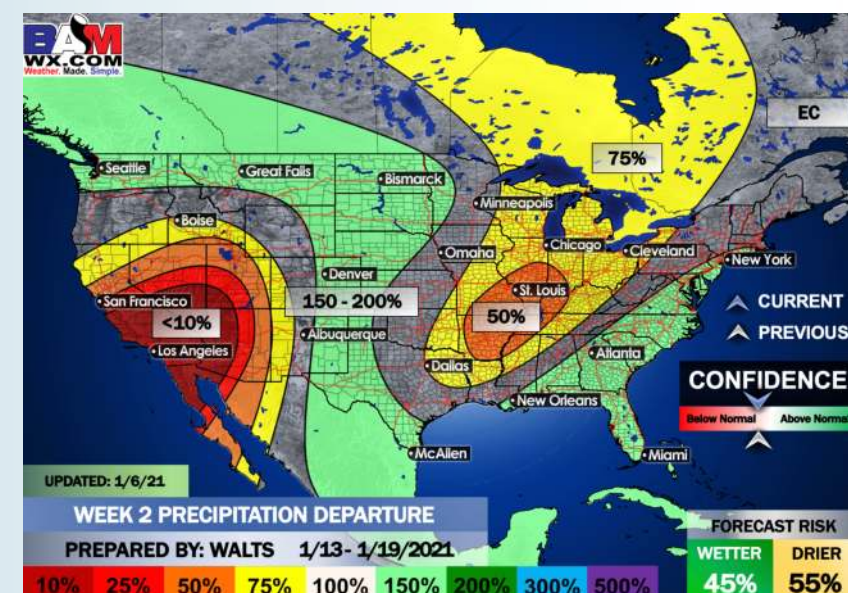 BAM
WX.COM
Weather. Made. Simple.
EC
75%
Seattle
Great Falls
Bismarck
Minneapolis
Boise
Omaha
Chicago
Cleveland
New York
Denver
St. Louis
San Francisco
150 - 200%
<10%
50%
CURRENT
Albuquerque
PREVIOUS
Los Angeles
Atlanta
Dallas
CONFIDENCE
New Orleans
Below Normal Above Normal
McAllen
Miami
UPDATED: 1/6/21
WEEK 2 PRECIPITATION DEPARTURE
FORECAST RISK
PREPARED BY: WALTS 1/13 - 1/19/2021
WETTER DRIER
10% 25% 50% 75% 100% 150% 200% 300% 500%
45% 55%